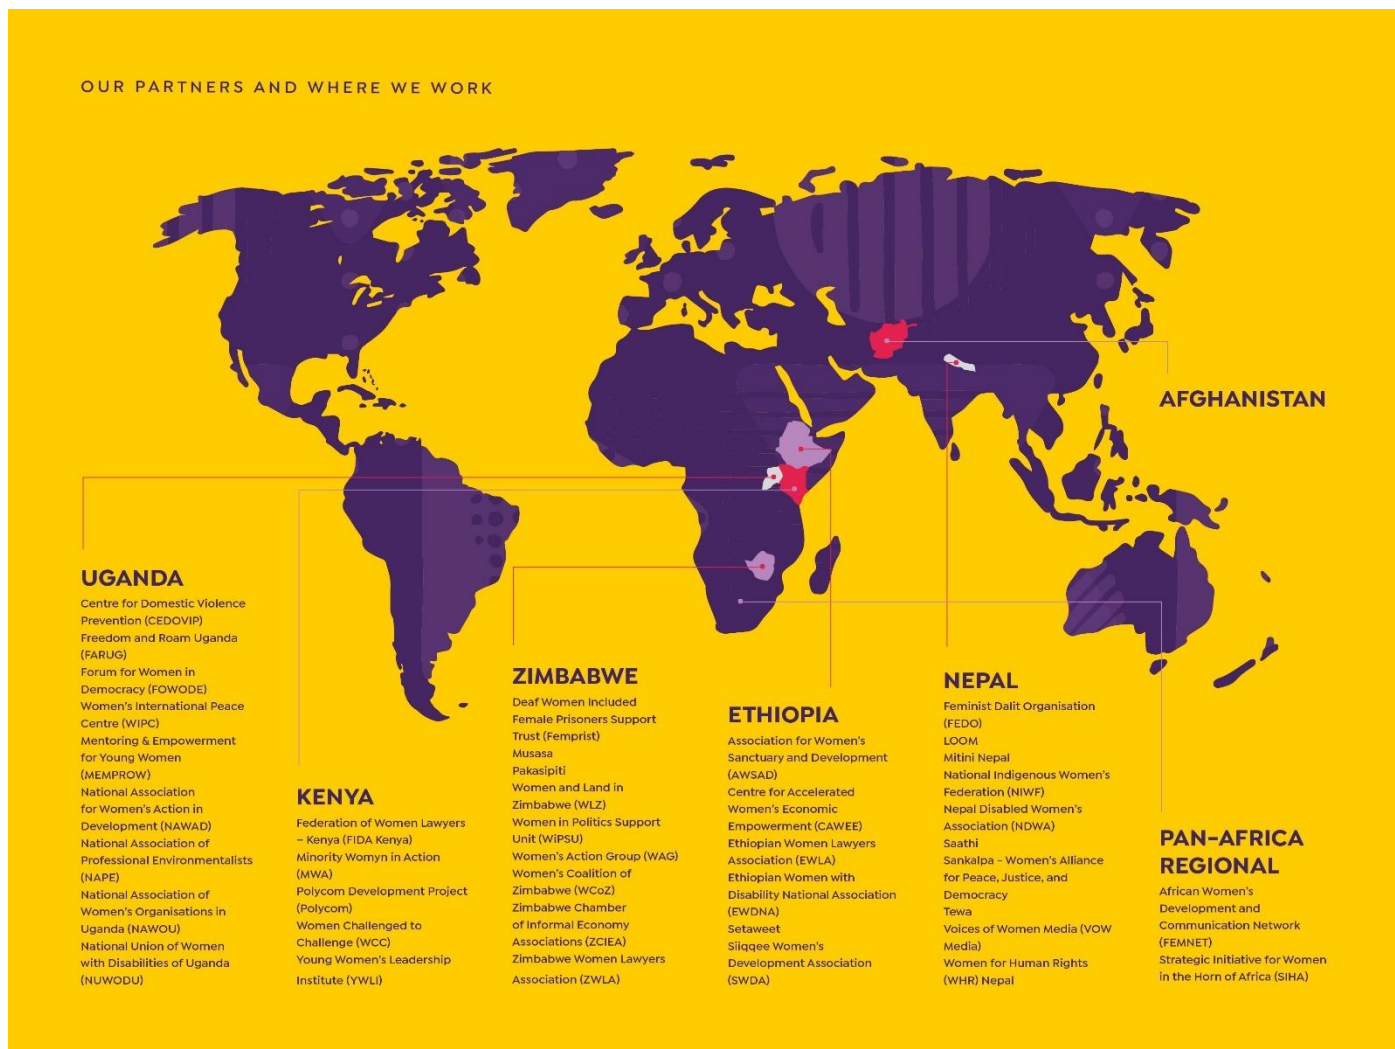 OUR PARTNERS AND WHERE WE WORK
AFGHANISTAN
UGANDA
Centre for Domestic Violence
Prevention (CEDOVIP)
Freedom and Roam Uganda
(FARUG)
Forum for Women in
Democracy (FOWODE)
Women's International Peace
Centre (WIPC)
Mentoring & Empowerment
for Young Women
(MEMPROW)
National Association
for Women's Action in
Development (NAWAD)
National Association of
Professional Environmentalists
(NAPE)
National Association of
Women's Organisations in
Uganda (NAWOU)
National Union of Women
with Disabilities of Uganda
(NUWODU)
KENYA
Federation of Women Lawyers
– Kenya (FIDA Kenya)
Minority Womyn in Action
(MWA)
Polycom Development Project
(Polycom)
Women Challenged to
Challenge (WCC)
Young Women's Leadership
Institute (YWLI)
ZIMBABWE
Deaf Women Included
Female Prisoners Support
Trust (Femprist)
Musasa
Pakasipiti
Women and Land in
Zimbabwe (WLZ)
Women in Politics Support
Unit (WiPSU)
Women's Action Group (WAG)
Women's Coalition of
Zimbabwe (WCoZ)
Zimbabwe Chamber
of Informal Economy
Associations (ZCIEA)
Zimbabwe Women Lawyers
Association (ZWLA)
ETHIOPIA
Association for Women's
Sanctuary and Development
(AWSAD)
Centre for Accelerated
Women's Economic
Empowerment (CAWEE)
Ethiopian Women Lawyers
Association (EWLA)
Ethiopian Women with
Disability National Association
(EWDNA)
Setaweet
Siiqqee Women's
Development Association
(SWDA)
NEPAL
Feminist Dalit Organisation
(FEDO)
LOOM
Mitini Nepal
National Indigenous Women's
Federation (NIWF)
Nepal Disabled Women's
Association (NDWA)
Saathi
Sankalpa – Women's Alliance
for Peace, Justice, and
Democracy
Tewa
Voices of Women Media (VOW
Media)
Women for Human Rights
(WHR) Nepal
PAN-AFRICA
REGIONAL
African Women's
Development and
Communication Network
(FEMNET)
Strategic Initiative for Women
in the Horn of Africa (SIHA)